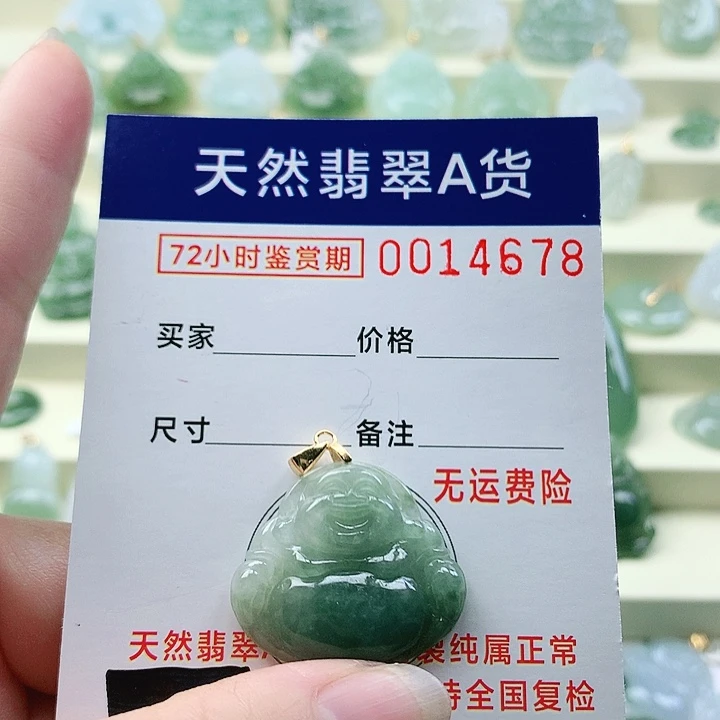 天然翡翠A货
72小时鉴赏期 0014678
买家 价格
尺寸 备注
无运费险
天然翡翠 纯属正常
全国复检